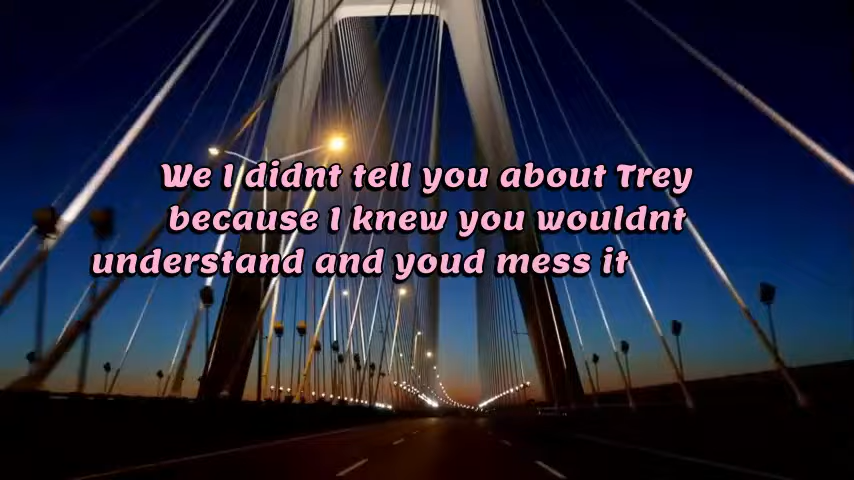 We I didnt tell you about Trey
because I knew you wouldnt
understand and youd mess it